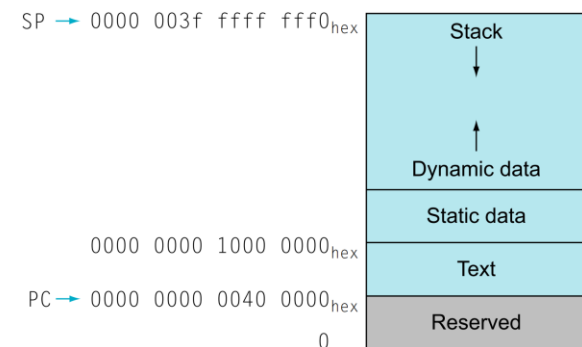 SP → 0000 003f ffff fff0hex
Stack
Dynamic data
Static data
0000 0000 1000 0000hex
Text
PC → 0000 0000 0040 0000hex
Reserved
0